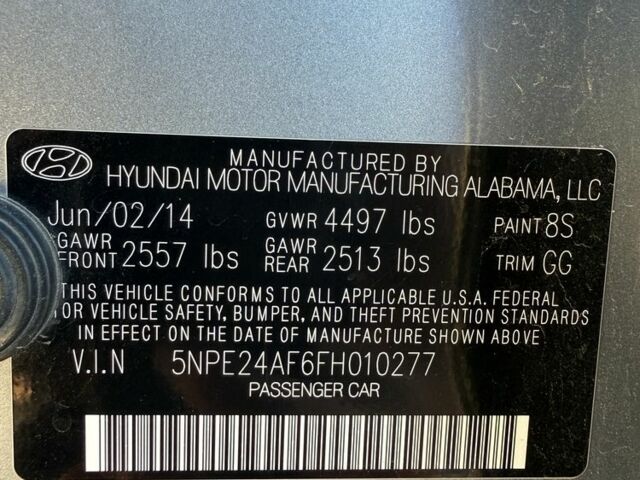 MANUFACTURED BY
HYUNDAI MOTOR MANUFACTURING ALABAMA, LLC
Jun/02/14 GVWR 4497 lbs PAINT 8S
GAWR FRONT 2557 lbs GAWR REAR 2513 lbs TRIM GG
THIS VEHICLE CONFORMS TO ALL APPLICABLE U.S.A. FEDERAL
MOTOR VEHICLE SAFETY, BUMPER, AND THEFT PREVENTION STANDARDS
IN EFFECT ON THE DATE OF MANUFACTURE SHOWN ABOVE.
V.I.N 5NPE24AF6FH010277
PASSENGER CAR